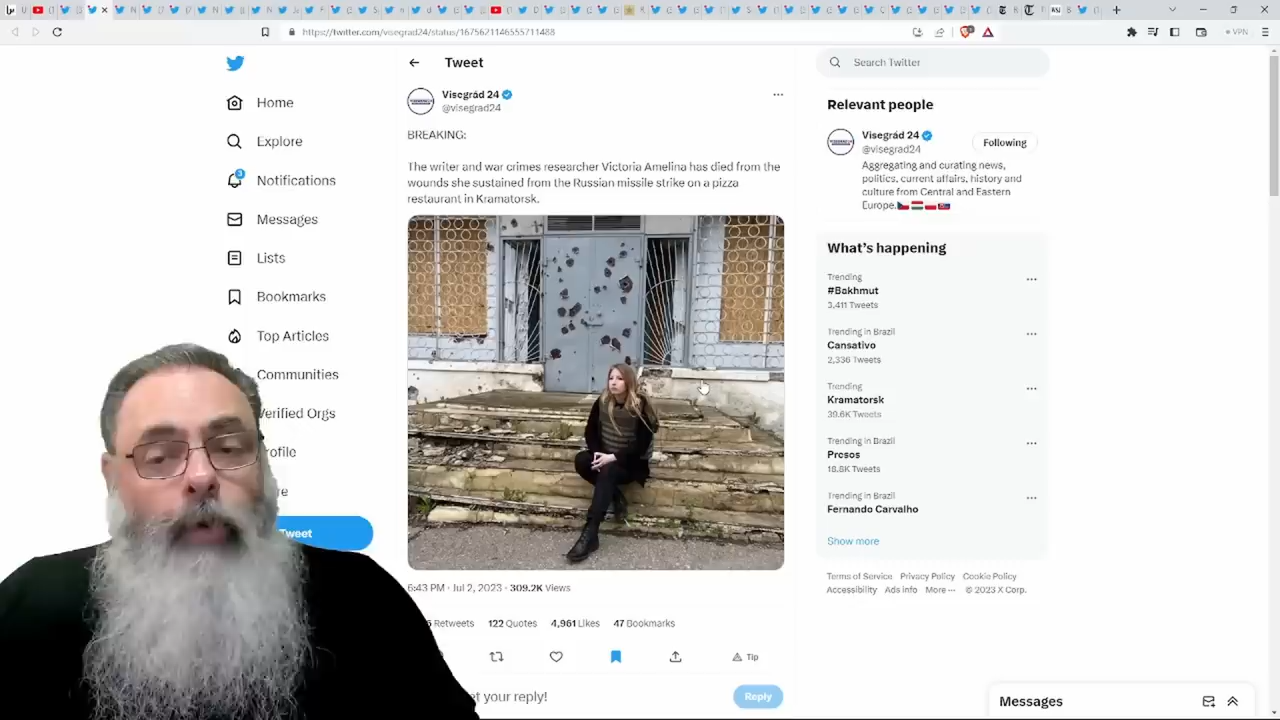 https://twitter.com/visegrad24/status/1675621146555711488
VPN
Home
Explore
3
Notifications
Messages
Lists
Bookmarks
Top Articles
Communities
Verified Orgs
Tweet
Tweet
Visegrád 24
@visegrad24
BREAKING:
The writer and war crimes researcher Victoria Amelina has died from the
wounds she sustained from the Russian missile strike on a pizza
restaurant in Kramatorsk.
6:43 PM · Jul 2, 2023 · 309.2K Views
Retweets 122 Quotes 4,961 Likes 47 Bookmarks
Tip
your reply!
Reply
Search Twitter
Relevant people
Visegrád 24
@visegrad24
Following
Aggregating and curating news,
politics, current affairs, history and
culture from Central and Eastern
Europe.
What's happening
Trending
#Bakhmut
3,411 Tweets
Trending in Brazil
Cansativo
2,336 Tweets
Trending
Kramatorsk
39.6K Tweets
Trending in Brazil
Presos
18.8K Tweets
Trending in Brazil
Fernando Carvalho
Show more
Terms of Service Privacy Policy Cookie Policy
Accessibility Ads info More ··· © 2023 X Corp.
Messages